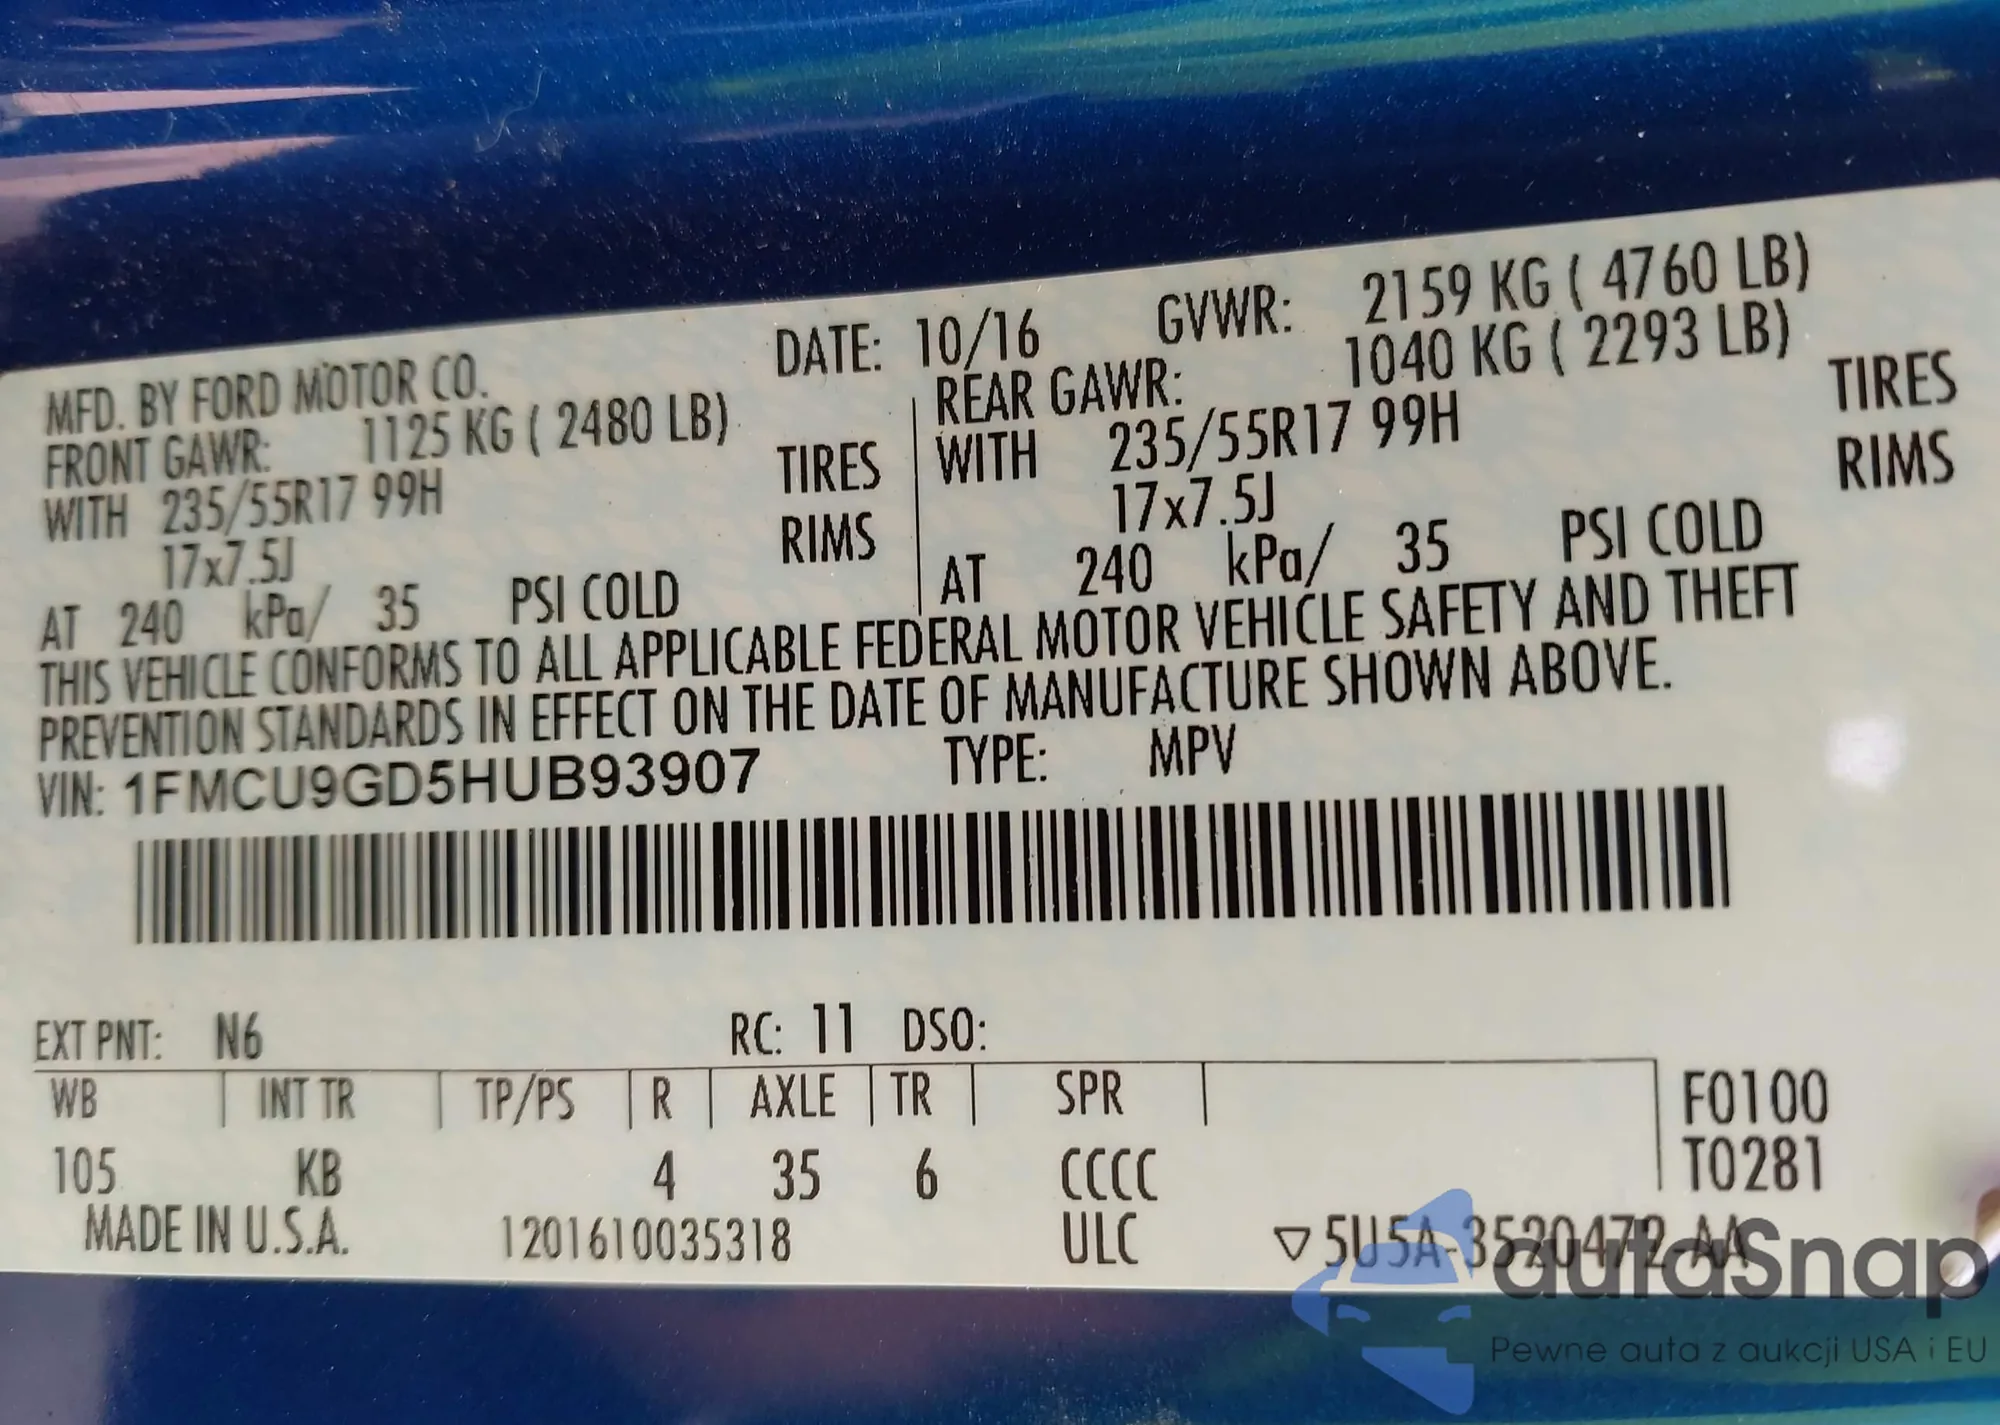 MFD. BY FORD MOTOR CO. DATE: 10/16 GVWR: 2159 KG ( 4760 LB)
FRONT GAWR: 1125 KG ( 2480 LB) REAR GAWR: 1040 KG ( 2293 LB)
WITH 235/55R17 99H TIRES WITH 235/55R17 99H TIRES
17x7.5J RIMS 17x7.5J RIMS
AT 240 kPa/ 35 PSI COLD AT 240 kPa/ 35 PSI COLD
THIS VEHICLE CONFORMS TO ALL APPLICABLE FEDERAL MOTOR VEHICLE SAFETY AND THEFT
PREVENTION STANDARDS IN EFFECT ON THE DATE OF MANUFACTURE SHOWN ABOVE.
VIN: 1FMCU9GD5HUB93907 TYPE: MPV
EXT PNT: N6 RC: 11 DSO:
WB INT TR TP/PS R AXLE TR SPR F0100
105 KB 4 35 6 CCCC T0281
MADE IN U.S.A. 1201610035318 ULC ▽5U5A-3520472-AA
autaSnap
Pewne auta z aukcji USA i EU